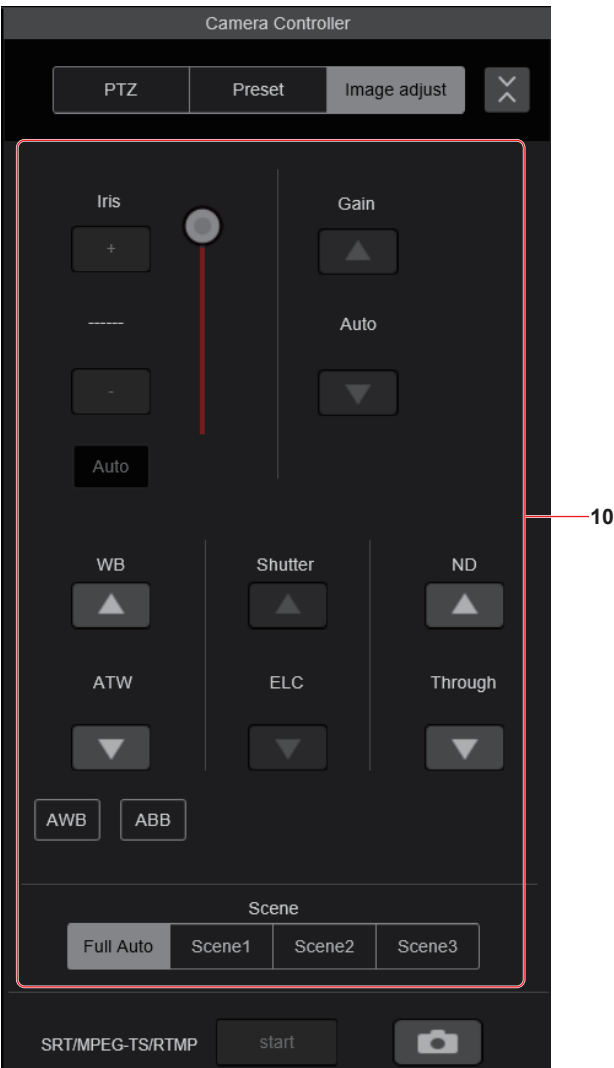 Camera Controller
PTZ Preset Image adjust
Iris Gain
+
------ Auto
-
Auto
10
WB Shutter ND
ATW ELC Through
AWB ABB
Scene
Full Auto Scene1 Scene2 Scene3
SRT/MPEG-TS/RTMP start